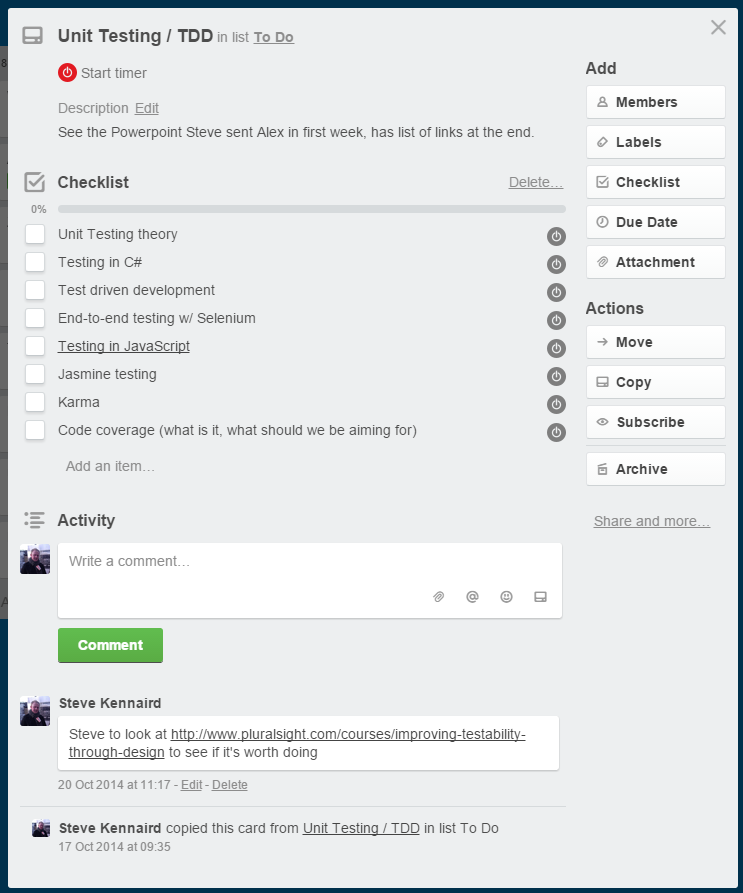 Unit Testing / TDD in list To Do
Start timer
Description Edit
See the Powerpoint Steve sent Alex in first week, has list of links at the end.
Checklist
Delete…
0%
Unit Testing theory
Testing in C#
Test driven development
End-to-end testing w/ Selenium
Testing in JavaScript
Jasmine testing
Karma
Code coverage (what is it, what should we be aiming for)
Add an item…
Activity
Write a comment…
Comment
Steve Kennaird
Steve to look at http://www.pluralsight.com/courses/improving-testability-
through-design to see if it's worth doing
20 Oct 2014 at 11:17 - Edit - Delete
Steve Kennaird copied this card from Unit Testing / TDD in list To Do
17 Oct 2014 at 09:35
Add
Members
Labels
Checklist
Due Date
Attachment
Actions
Move
Copy
Subscribe
Archive
Share and more…